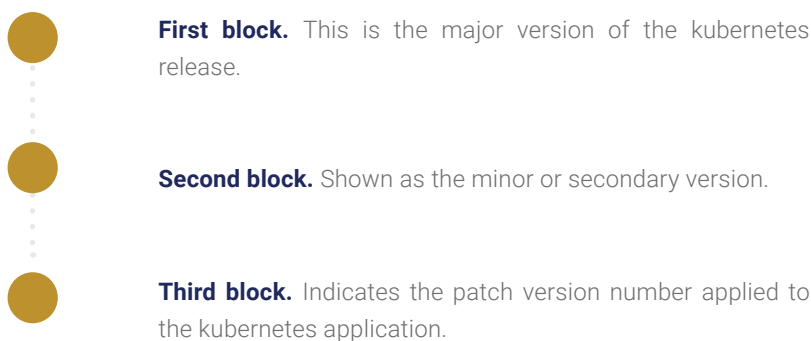 First block. This is the major version of the kubernetes
release.
Second block. Shown as the minor or secondary version.
Third block. Indicates the patch version number applied to
the kubernetes application.